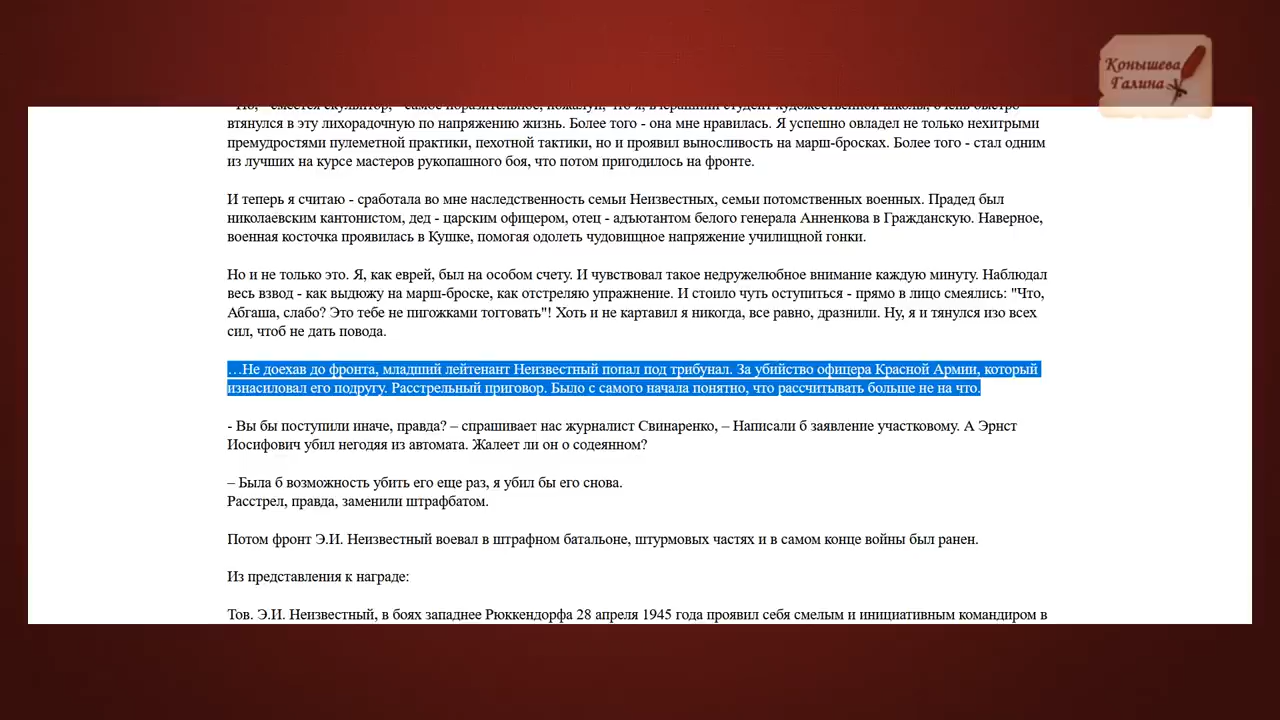 Конышева
Галина
втянулся в эту лихорадочную по напряжению жизнь. Более того - она мне нравилась. Я успешно овладел не только нехитрыми
премудростями пулеметной практики, пехотной тактики, но и проявил выносливость на марш-бросках. Более того - стал одним
из лучших на курсе мастеров рукопашного боя, что потом пригодилось на фронте.
И теперь я считаю - сработала во мне наследственность семьи Неизвестных, семьи потомственных военных. Прадед был
николаевским кантонистом, дед - царским офицером, отец - адъютантом белого генерала Анненкова в Гражданскую. Наверное,
военная косточка проявилась в Кушке, помогая одолеть чудовищное напряжение училищной гонки.
Но и не только это. Я, как еврей, был на особом счету. И чувствовал такое недружелюбное внимание каждую минуту. Наблюдал
весь взвод - как выдюжу на марш-броске, как отстреляю упражнение. И стоило чуть оступиться - прямо в лицо смеялись: "Что,
Абгаша, слабо? Это тебе не пигожками тогговать"! Хоть и не картавил я никогда, все равно, дразнили. Ну, я и тянулся изо всех
сил, чтоб не дать повода.
…Не доехав до фронта, младший лейтенант Неизвестный попал под трибунал. За убийство офицера Красной Армии, который
изнасиловал его подругу. Расстрельный приговор. Было с самого начала понятно, что рассчитывать больше не на что.
- Вы бы поступили иначе, правда? – спрашивает нас журналист Свинаренко, – Написали б заявление участковому. А Эрнст
Иосифович убил негодяя из автомата. Жалеет ли он о содеянном?
– Была б возможность убить его еще раз, я убил бы его снова.
Расстрел, правда, заменили штрафбатом.
Потом фронт Э.И. Неизвестный воевал в штрафном батальоне, штурмовых частях и в самом конце войны был ранен.
Из представления к награде:
Тов. Э.И. Неизвестный, в боях западнее Рюккендорфа 28 апреля 1945 года проявил себя смелым и инициативным командиром в